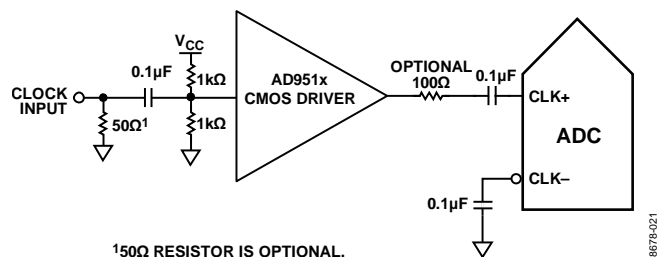 V_CC
0.1µF
1kΩ
CLOCK
INPUT
50Ω¹
1kΩ
AD951x
CMOS DRIVER
OPTIONAL
100Ω
0.1µF
CLK+
ADC
CLK–
0.1µF
¹50Ω RESISTOR IS OPTIONAL.
8678-021